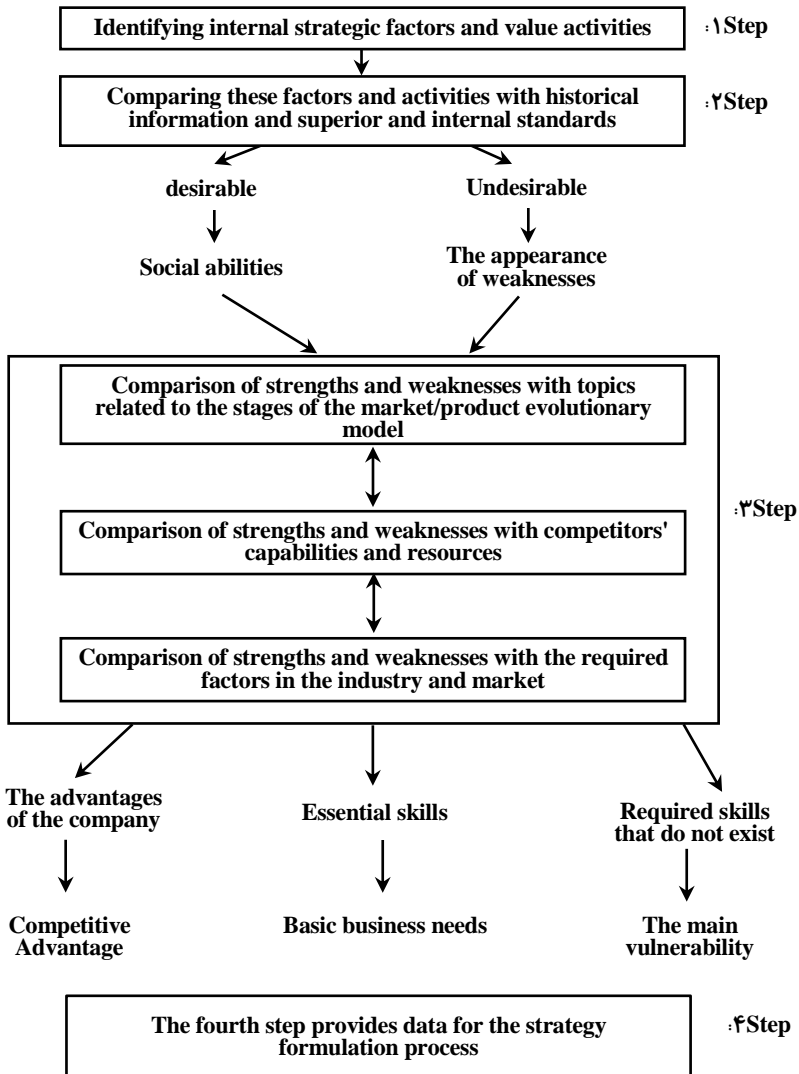 Identifying internal strategic factors and value activities
:۱Step
Comparing these factors and activities with historical
information and superior and internal standards
:۲Step
desirable
Undesirable
Social abilities
The appearance
of weaknesses
Comparison of strengths and weaknesses with topics
related to the stages of the market/product evolutionary
model
Comparison of strengths and weaknesses with competitors'
capabilities and resources
Comparison of strengths and weaknesses with the required
factors in the industry and market
:۳Step
The advantages
of the company
Essential skills
Required skills
that do not exist
Competitive
Advantage
Basic business needs
The main
vulnerability
The fourth step provides data for the strategy
formulation process
:۴Step